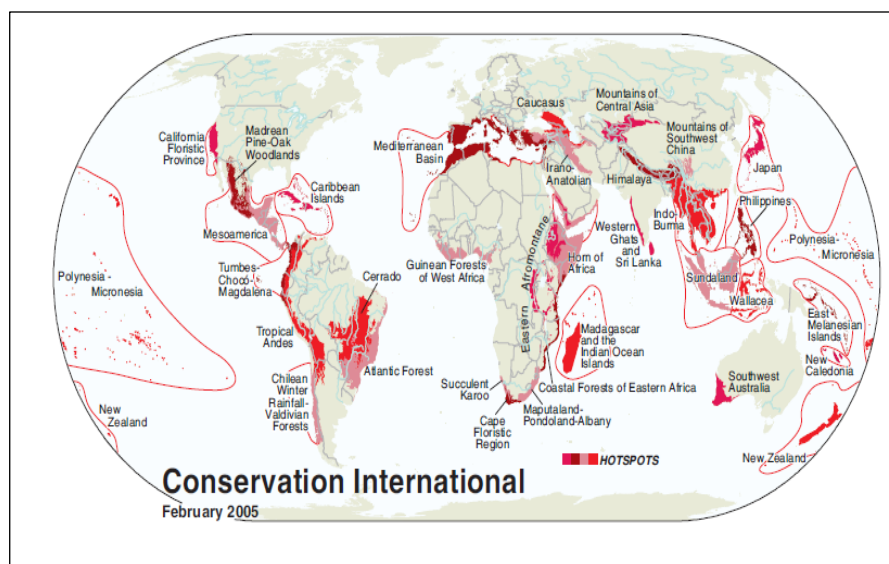 Caucasus
Mountains of
Central Asia
California
Floristic
Province
Madrean
Pine-Oak
Woodlands
Mediterranean
Basin
Mountains of
Southwest
China
Irano-
Anatolian
Himalaya
Japan
Caribbean
Islands
Philippines
Mesoamerica
Western
Ghats
and
Sri Lanka
Indo-
Burma
Polynesia -
Micronesia
Tumbes-
Chocó-
Magdalena
Cerrado
Guinean Forests
of West Africa
Eastern Afromontane
Horn of
Africa
Sundaland
Polynesia -
Micronesia
Wallacea
East-
Melanesian
Islands
Tropical
Andes
Madagascar
and the
Indian Ocean
Islands
New
Caledonia
Atlantic Forest
Chilean
Winter
Rainfall-
Valdivian
Forests
Succulent
Karoo
Coastal Forests of Eastern Africa
Southwest
Australia
Cape
Floristic
Region
Maputaland-
Pondoland-Albany
New
Zealand
New Zealand
HOTSPOTS
Conservation International
February 2005